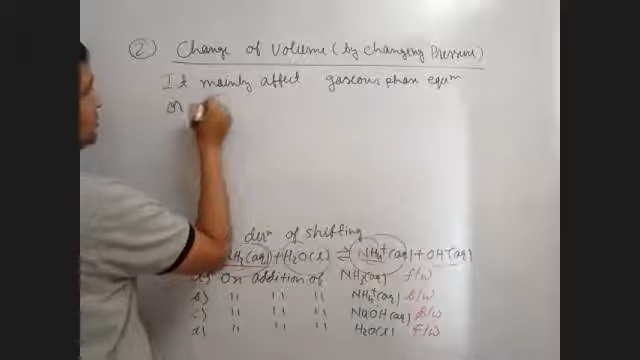 ② Change of Volume (by changing Pressure)
It mainly affect gaseous phase eqᵘᵐ
or
dirⁿ of shifting
NH₃(aq) + H₂O(l) ⇌ NH₄⁺(aq) + OH⁻(aq)
a) On addition of NH₃(aq) f/w
b) " " " NH₄⁺(aq) B/w
c) " " " NaOH(aq) B/w
d) " " " H₂O(l) f/w